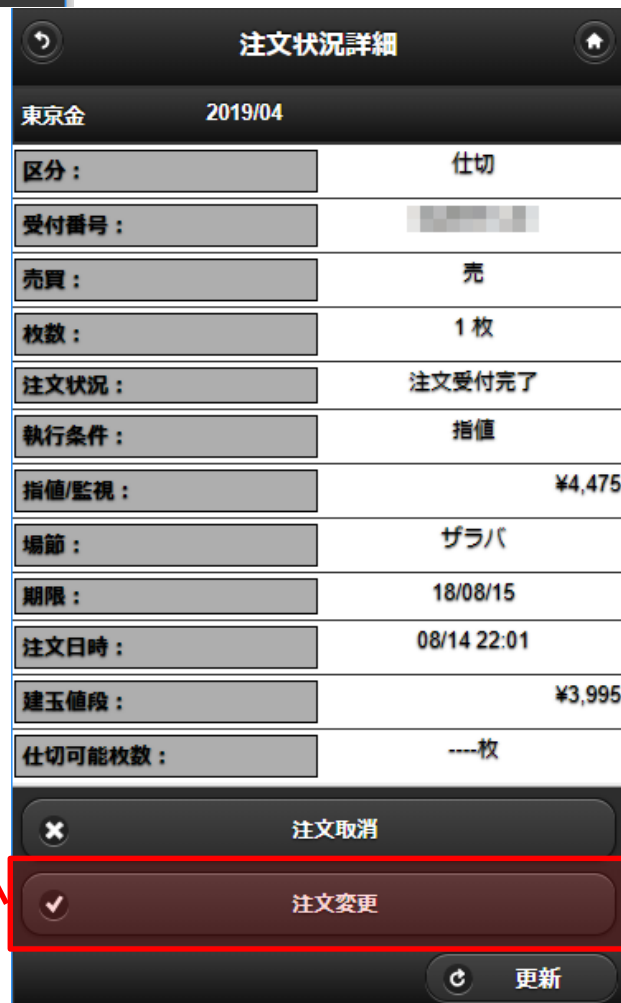 注文状況詳細
東京金 2019/04
区分： 仕切
受付番号：
売買： 売
枚数： 1 枚
注文状況： 注文受付完了
執行条件： 指値
指値/監視： ¥4,475
場節： ザラバ
期限： 18/08/15
注文日時： 08/14 22:01
建玉値段： ¥3,995
仕切可能枚数： ----枚
注文取消
注文変更
更新